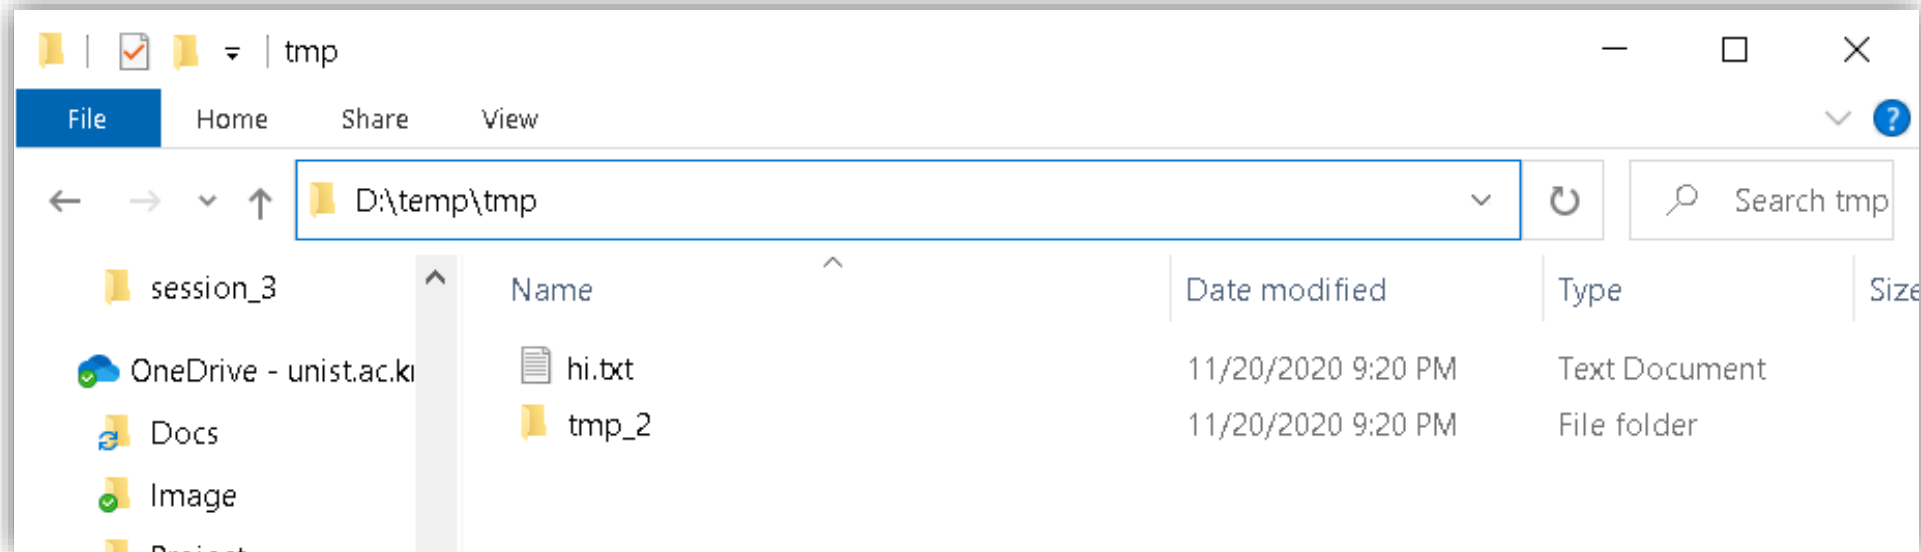 tmp
File Home Share View
D:\temp\tmp Search tmp
session_3 Name Date modified Type Size
OneDrive - unist.ac.kr hi.txt 11/20/2020 9:20 PM Text Document
Docs tmp_2 11/20/2020 9:20 PM File folder
Image
Project